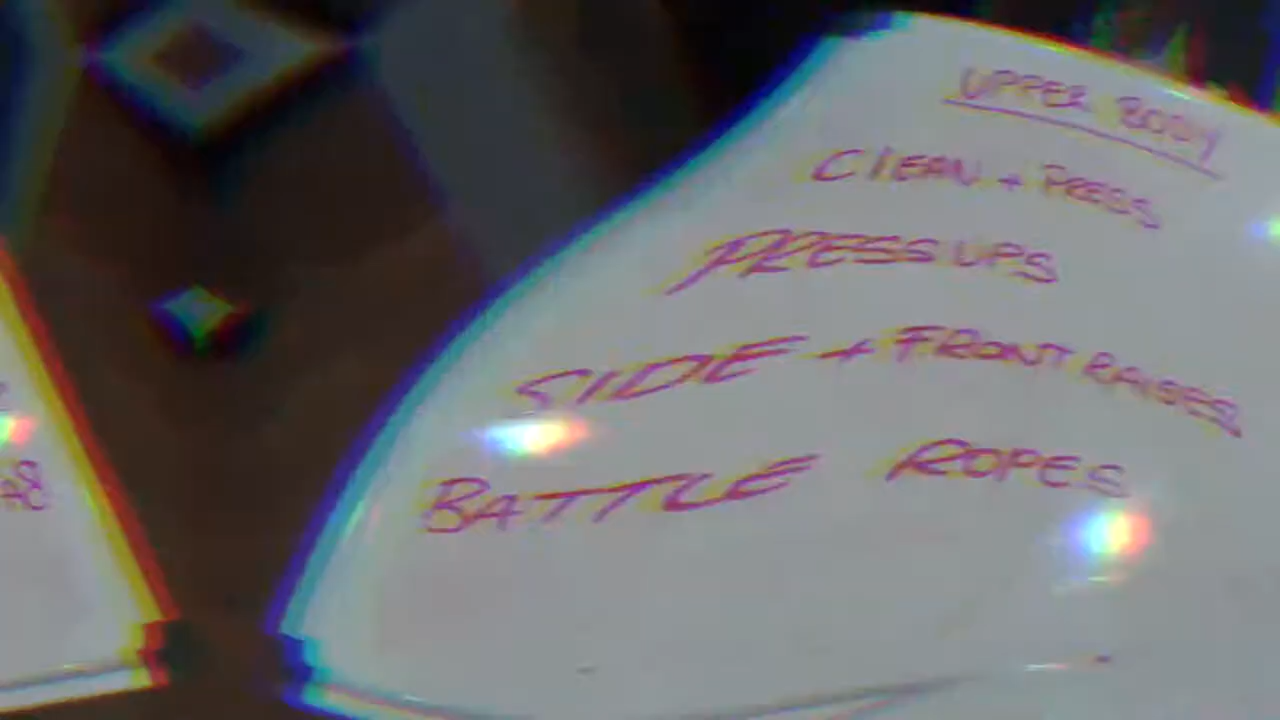 UPPER BODY
CLEAN + PRESS
PRESS UPS
SIDE + FRONT RAISES
BATTLE ROPES